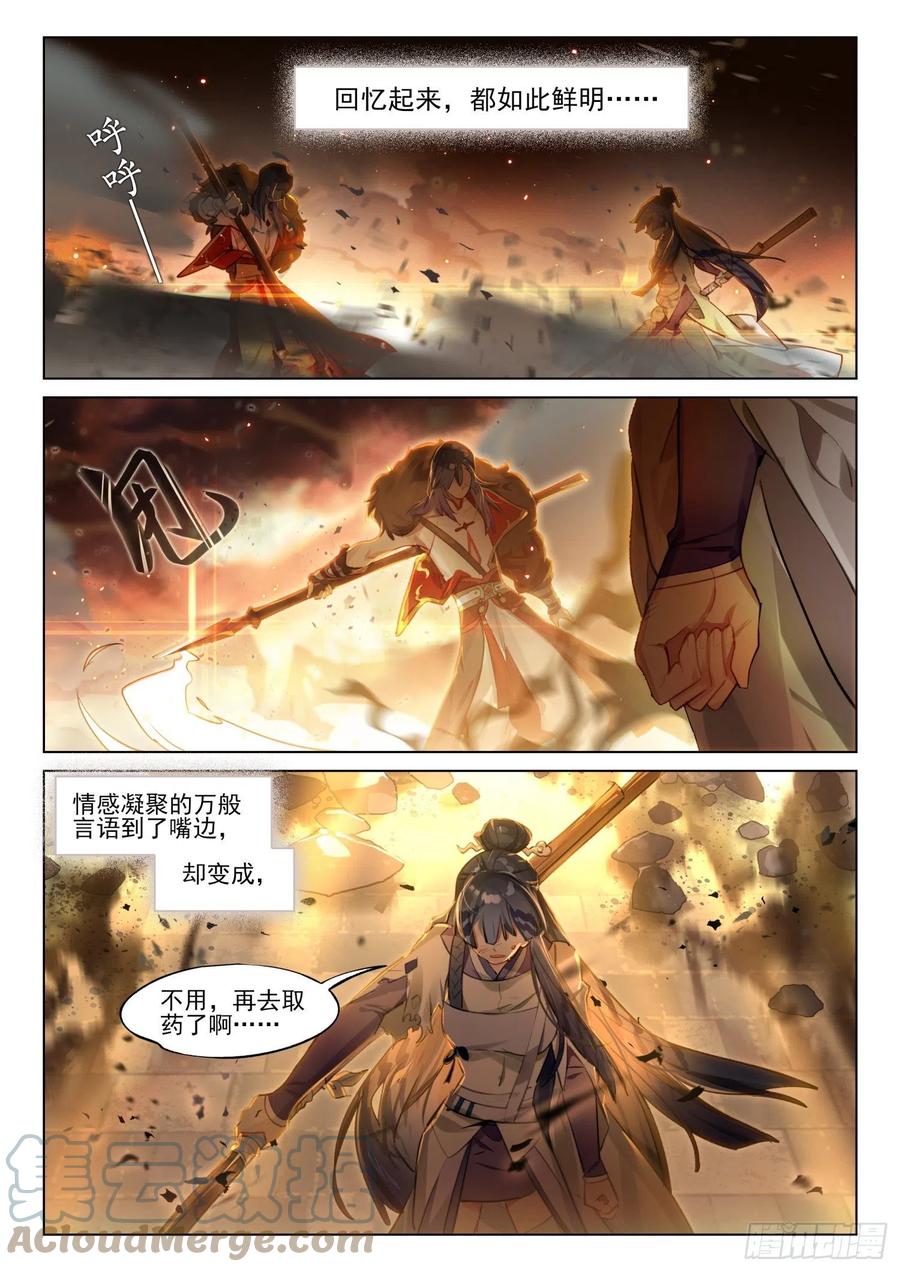 回忆起来，都如此鲜明……
呼
呼
甩
情感凝聚的万般
言语到了嘴边，
却变成，
不用，再去取
药了啊……
集云数据
AcloudMerge.com
腾讯动漫